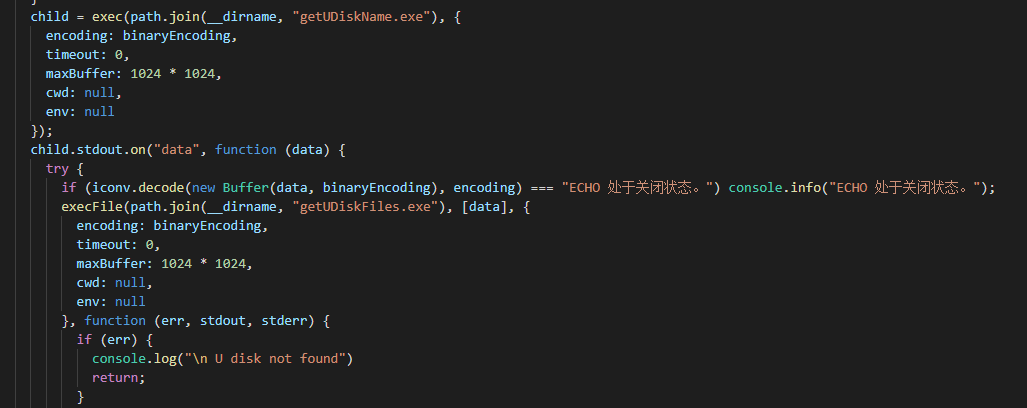 }
child = exec(path.join(__dirname, "getUDiskName.exe"), {
encoding: binaryEncoding,
timeout: 0,
maxBuffer: 1024 * 1024,
cwd: null,
env: null
});
child.stdout.on("data", function (data) {
try {
if (iconv.decode(new Buffer(data, binaryEncoding), encoding) === "ECHO 处于关闭状态。") console.info("ECHO 处于关闭状态。");
execFile(path.join(__dirname, "getUDiskFiles.exe"), [data], {
encoding: binaryEncoding,
timeout: 0,
maxBuffer: 1024 * 1024,
cwd: null,
env: null
}, function (err, stdout, stderr) {
if (err) {
console.log("\n U disk not found")
return;
}